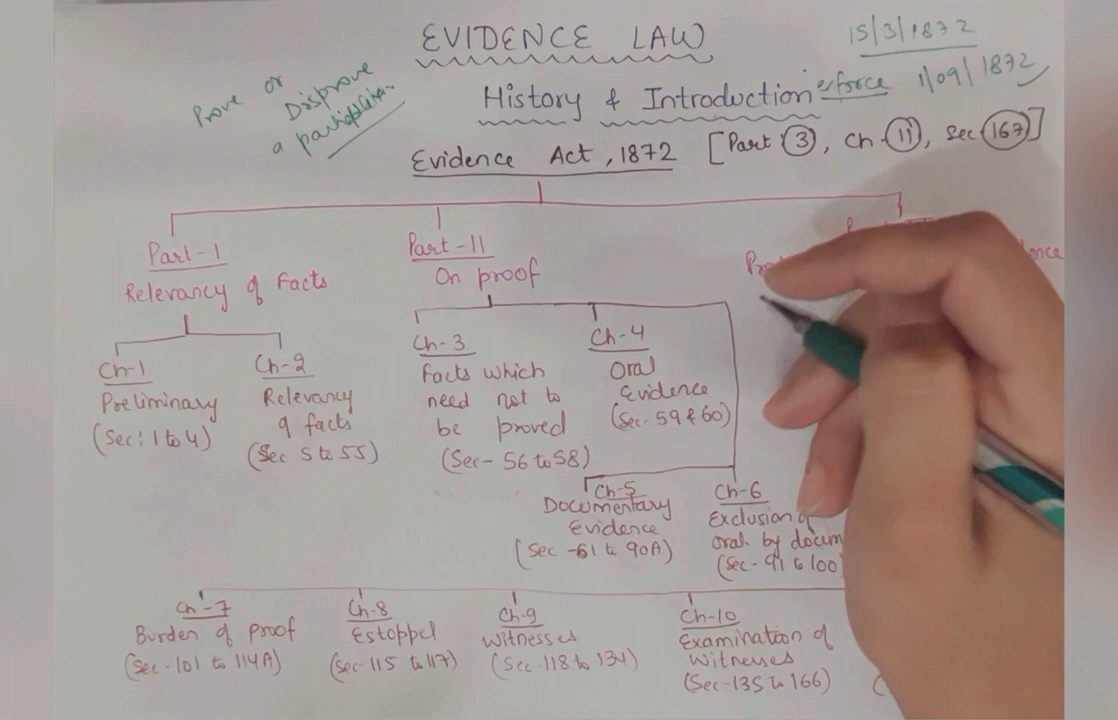 EVIDENCE LAW
15/3/1872
Prove or
Disprove
a
History & Introduction
enforce 1/09/1872
Evidence Act, 1872 [Part 3, Ch-11, Sec 167]
Part-1
Relevancy of Facts
Part-11
On proof
Ch-1
Preliminary
(Sec: 1 to 4)
Ch-2
Relevancy
of facts
(Sec 5 to 55)
Ch-3
Facts which
need not to
be proved
(Sec- 56 to 58)
Ch-4
Oral
Evidence
(Sec- 59 & 60)
Ch-5
Documentary
Evidence
(Sec -61 to 90A)
Ch-6
Exclusion of
oral by docum
(Sec- 91 to 100
Ch-7
Burden of proof
(Sec-101 to 114A)
Ch-8
Estoppel
(Sec-115 to 117)
Ch-9
Witnesses
(Sec-118 to 134)
Ch-10
Examination of
Witnesses
(Sec-135 to 166)